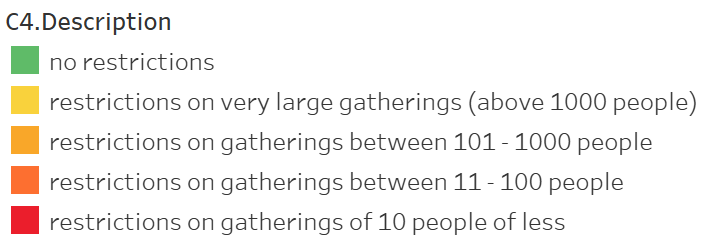 C4.Description
no restrictions
restrictions on very large gatherings (above 1000 people)
restrictions on gatherings between 101 - 1000 people
restrictions on gatherings between 11 - 100 people
restrictions on gatherings of 10 people of less